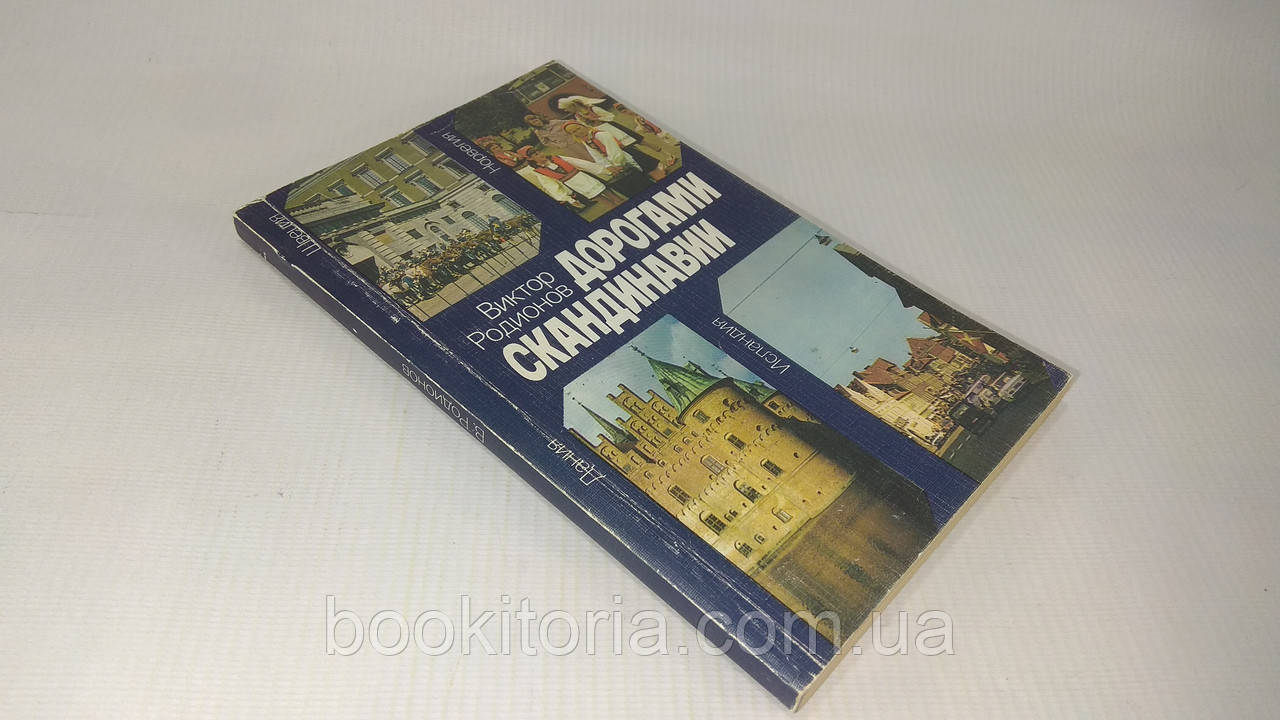 Виктор
Родионов
ДОРОГАМИ
СКАНДИНАВИИ
Швеция
Норвегия
Дания
Исландия
В. Родионов
bookitoria.com.ua